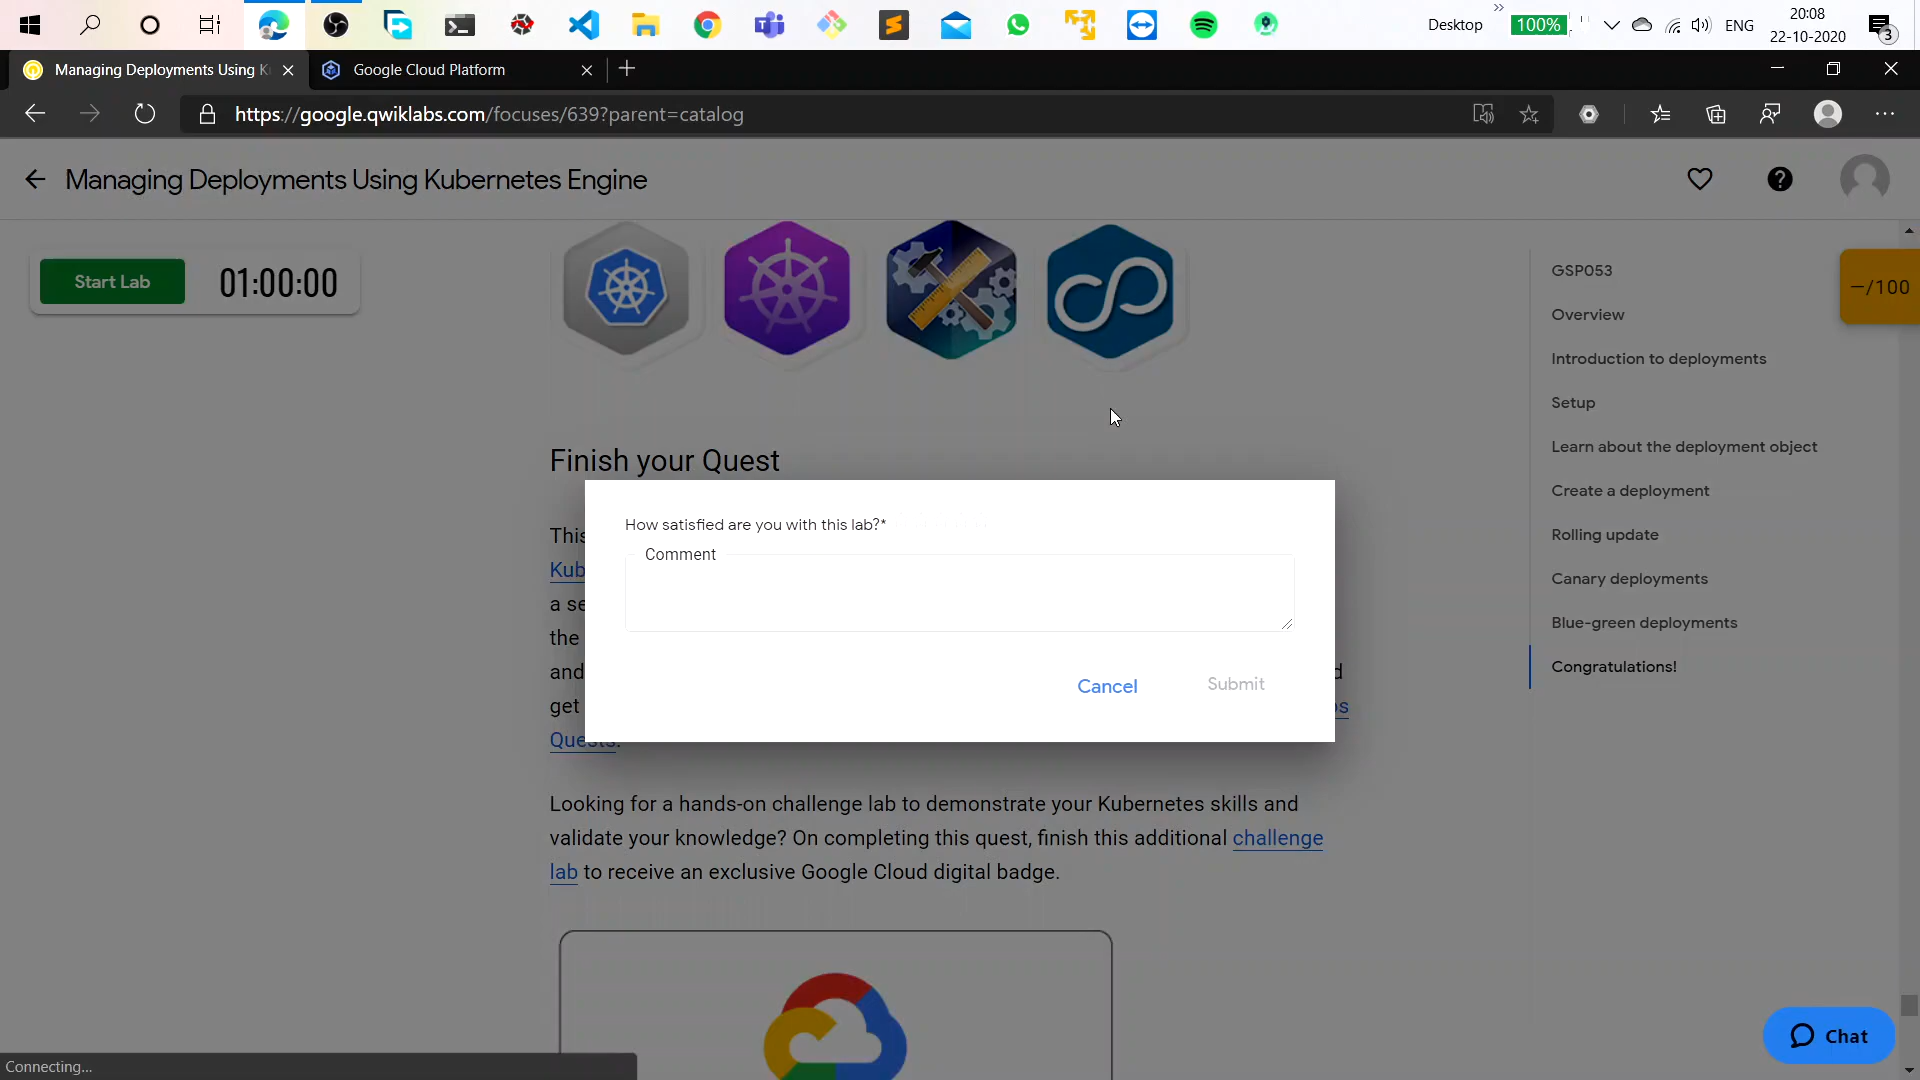 Desktop
»
100%
ENG
20:08
22-10-2020
3
Managing Deployments Using K
Google Cloud Platform
https://google.qwiklabs.com/focuses/639?parent=catalog
Managing Deployments Using Kubernetes Engine
Start Lab
01:00:00
GSP053
—/100
Overview
Introduction to deployments
Setup
Learn about the deployment object
Create a deployment
Rolling update
Canary deployments
Blue-green deployments
Congratulations!
Finish your Quest
This
Kub
a se
the
and
get
Quests.
How satisfied are you with this lab?*
Comment
Cancel
Submit
Looking for a hands-on challenge lab to demonstrate your Kubernetes skills and
validate your knowledge? On completing this quest, finish this additional challenge
lab to receive an exclusive Google Cloud digital badge.
Chat
Connecting...